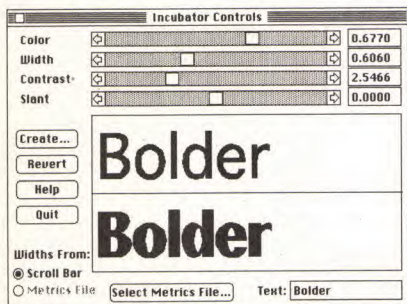 Incubator Controls
Color 0.6770
Width 0.6060
Contrast 2.5466
Slant 0.0000
Create...
Revert
Help
Quit
Bolder
Bolder
Widths From:
Scroll Bar
Metrics File
Select Metrics File...
Text: Bolder